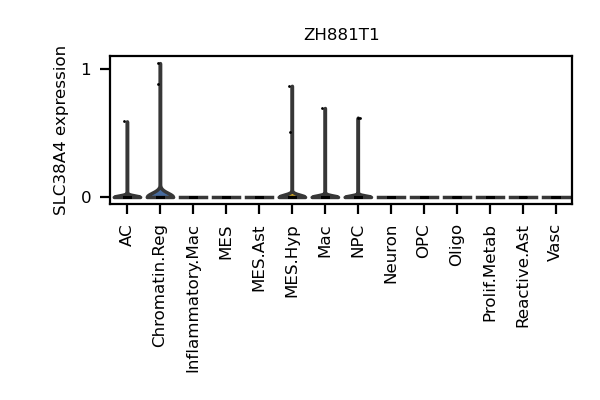 ZH881T1
SLC38A4 expression
1
0
AC
Chromatin.Reg
Inflammatory.Mac
MES
MES.Ast
MES.Hyp
Mac
NPC
Neuron
OPC
Oligo
Prolif.Metab
Reactive.Ast
Vasc